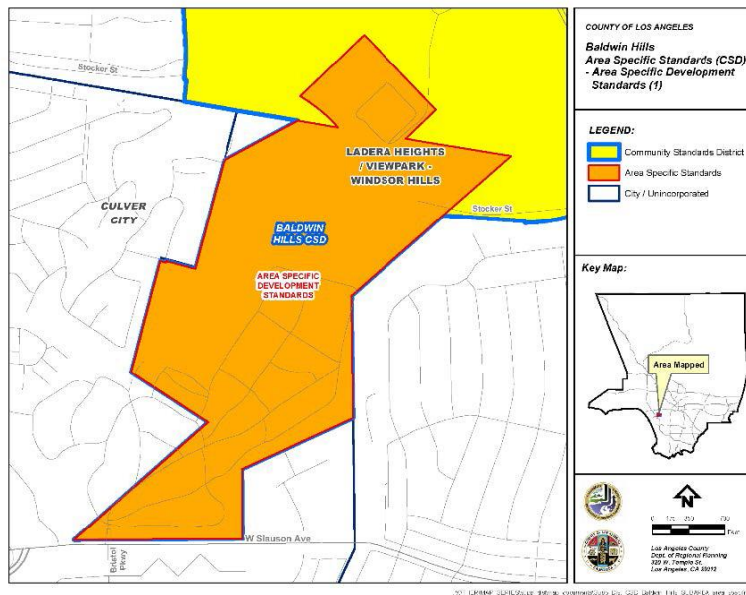 Stocker St
CULVER
CITY
LADERA HEIGHTS
/ VIEWPARK -
WINDSOR HILLS
Stocker St
BALDWIN
HILLS CSD
AREA SPECIFIC
DEVELOPMENT
STANDARDS
W Slauson Ave
Bristol
Pkwy
COUNTY OF LOS ANGELES
Baldwin Hills
Area Specific Standards (CSD)
- Area Specific Development
Standards (1)
LEGEND:
Community Standards District
Area Specific Standards
City / Unincorporated
Key Map:
Area Mapped
N
Los Angeles County
Dept. of Regional Planning
320 W. Temple St.
Los Angeles, CA 90012